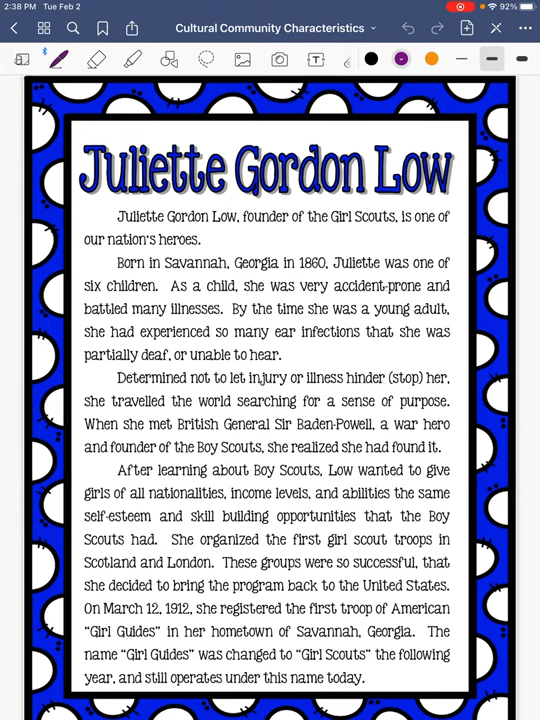 2:38 PM Tue Feb 2 92%
Cultural Community Characteristics
T
Juliette Gordon Low
Juliette Gordon Low, founder of the Girl Scouts, is one of
our nation's heroes.
Born in Savannah, Georgia in 1860, Juliette was one of
six children. As a child, she was very accident-prone and
battled many illnesses. By the time she was a young adult,
she had experienced so many ear infections that she was
partially deaf, or unable to hear.
Determined not to let injury or illness hinder (stop) her,
she travelled the world searching for a sense of purpose.
When she met British General Sir Baden-Powell, a war hero
and founder of the Boy Scouts, she realized she had found it.
After learning about Boy Scouts, Low wanted to give
girls of all nationalities, income levels, and abilities the same
self-esteem and skill building opportunities that the Boy
Scouts had. She organized the first girl scout troops in
Scotland and London. These groups were so successful, that
she decided to bring the program back to the United States.
On March 12, 1912, she registered the first troop of American
"Girl Guides" in her hometown of Savannah, Georgia. The
name "Girl Guides" was changed to "Girl Scouts" the following
year, and still operates under this name today.